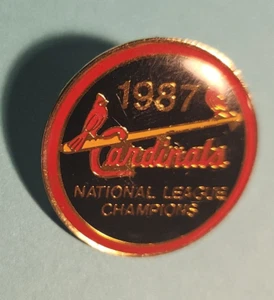 1987
Cardinals
NATIONAL LEAGUE
CHAMPIONS